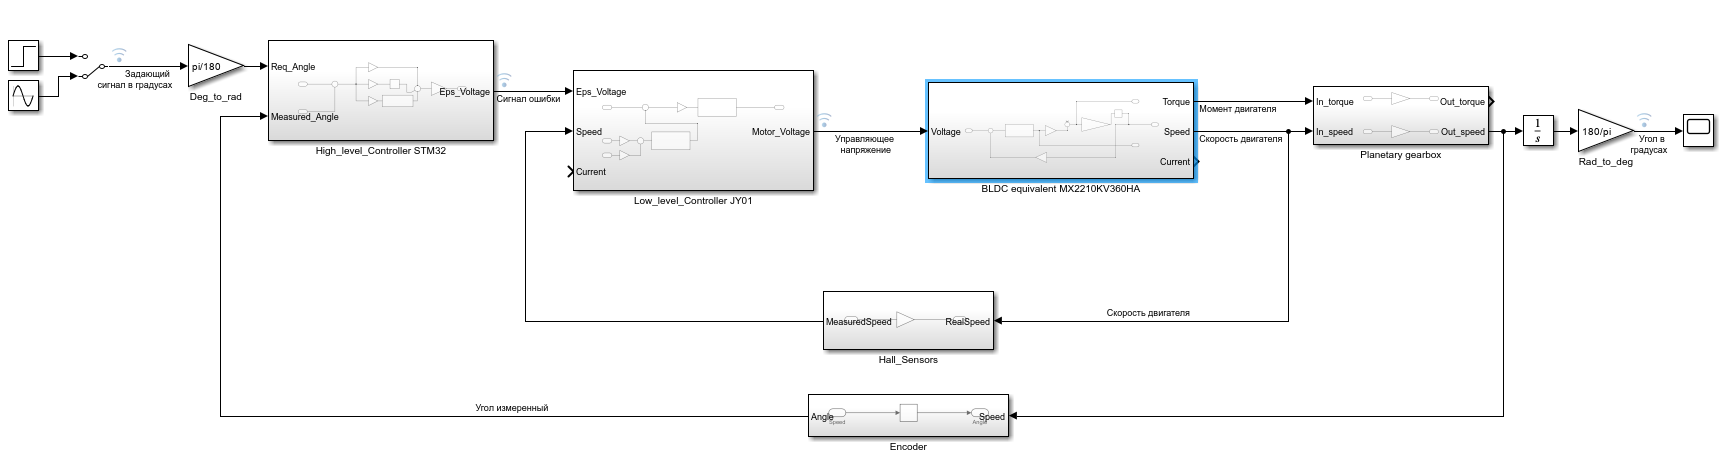 Задающий
сигнал в градусах
pi/180
Deg_to_rad
Req_Angle
Measured_Angle
Eps_Voltage
High_level_Controller STM32
Сигнал ошибки
Eps_Voltage
Speed
Current
Motor_Voltage
Low_level_Controller JY01
Управляющее
напряжение
Voltage
Torque
Speed
Current
BLDC equivalent MX2210KV360HA
Момент двигателя
Скорость двигателя
In_torque
In_speed
Out_torque
Out_speed
Planetary gearbox
1
s
180/pi
Rad_to_deg
Угол в
градусах
MeasuredSpeed
RealSpeed
Hall_Sensors
Скорость двигателя
Угол измеренный
Angle
Speed
Speed
Angle
Encoder